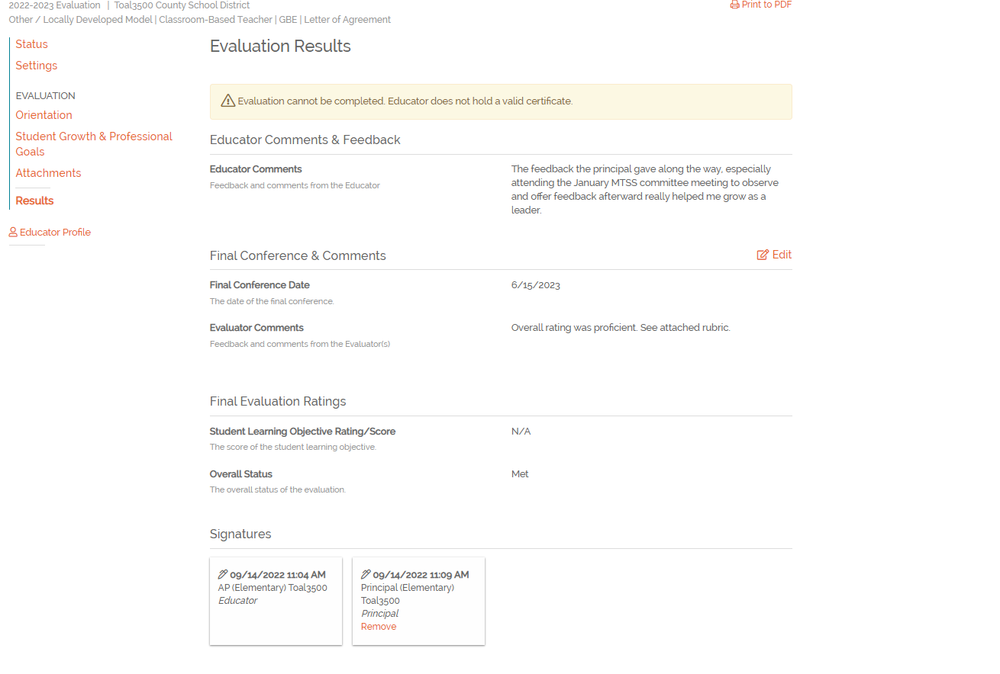 2022-2023 Evaluation | Toal3500 County School District
Print to PDF
Other / Locally Developed Model | Classroom-Based Teacher | GBE | Letter of Agreement
Status
Settings
EVALUATION
Orientation
Student Growth & Professional
Goals
Attachments
Results
Educator Profile
Evaluation Results
Evaluation cannot be completed. Educator does not hold a valid certificate.
Educator Comments & Feedback
Educator Comments
Feedback and comments from the Educator
The feedback the principal gave along the way, especially
attending the January MTSS committee meeting to observe
and offer feedback afterward really helped me grow as a
leader.
Final Conference & Comments
Edit
Final Conference Date
6/15/2023
The date of the final conference.
Evaluator Comments
Overall rating was proficient. See attached rubric.
Feedback and comments from the Evaluator(s)
Final Evaluation Ratings
Student Learning Objective Rating/Score
N/A
The score of the student learning objective.
Overall Status
Met
The overall status of the evaluation.
Signatures
09/14/2022 11:04 AM
AP (Elementary) Toal3500
Educator
09/14/2022 11:09 AM
Principal (Elementary)
Toal3500
Principal
Remove